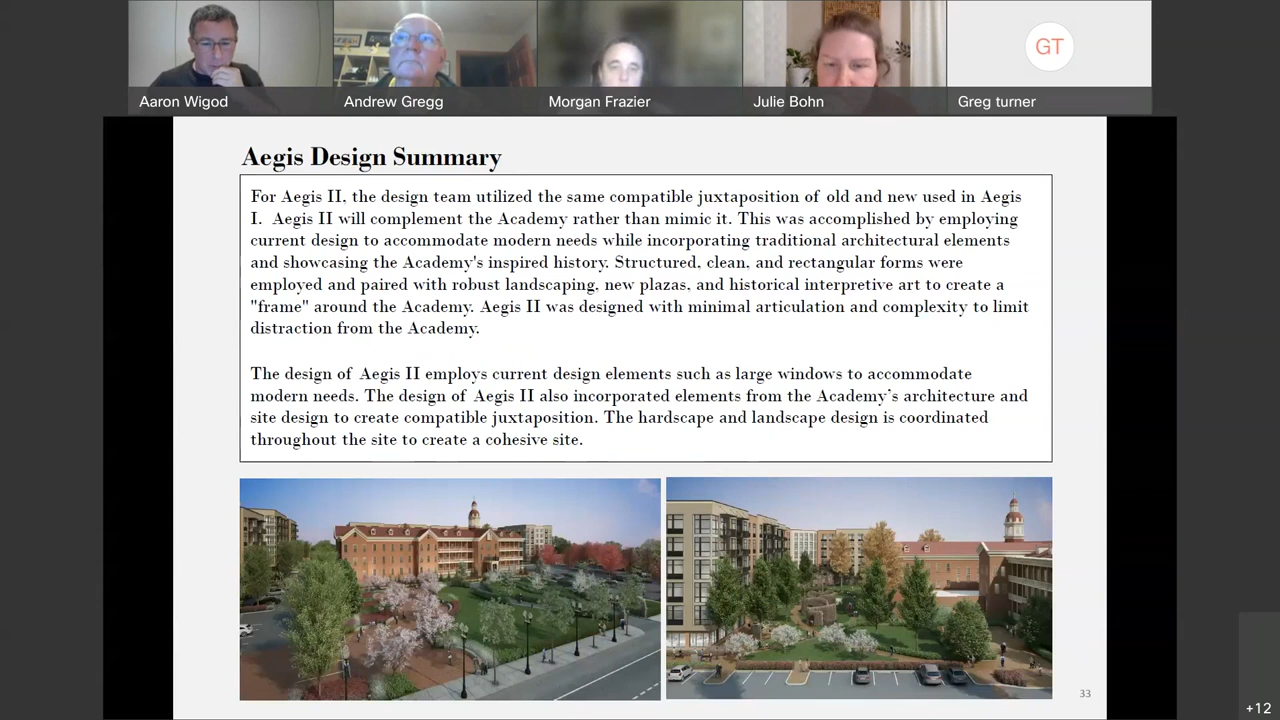 GT
Aaron Wigod
Andrew Gregg
Morgan Frazier
Julie Bohn
Greg turner
Aegis Design Summary
For Aegis II, the design team utilized the same compatible juxtaposition of old and new used in Aegis
I. Aegis II will complement the Academy rather than mimic it. This was accomplished by employing
current design to accommodate modern needs while incorporating traditional architectural elements
and showcasing the Academy's inspired history. Structured, clean, and rectangular forms were
employed and paired with robust landscaping, new plazas, and historical interpretive art to create a
"frame" around the Academy. Aegis II was designed with minimal articulation and complexity to limit
distraction from the Academy.
The design of Aegis II employs current design elements such as large windows to accommodate
modern needs. The design of Aegis II also incorporated elements from the Academy's architecture and
site design to create compatible juxtaposition. The hardscape and landscape design is coordinated
throughout the site to create a cohesive site.
33
+12